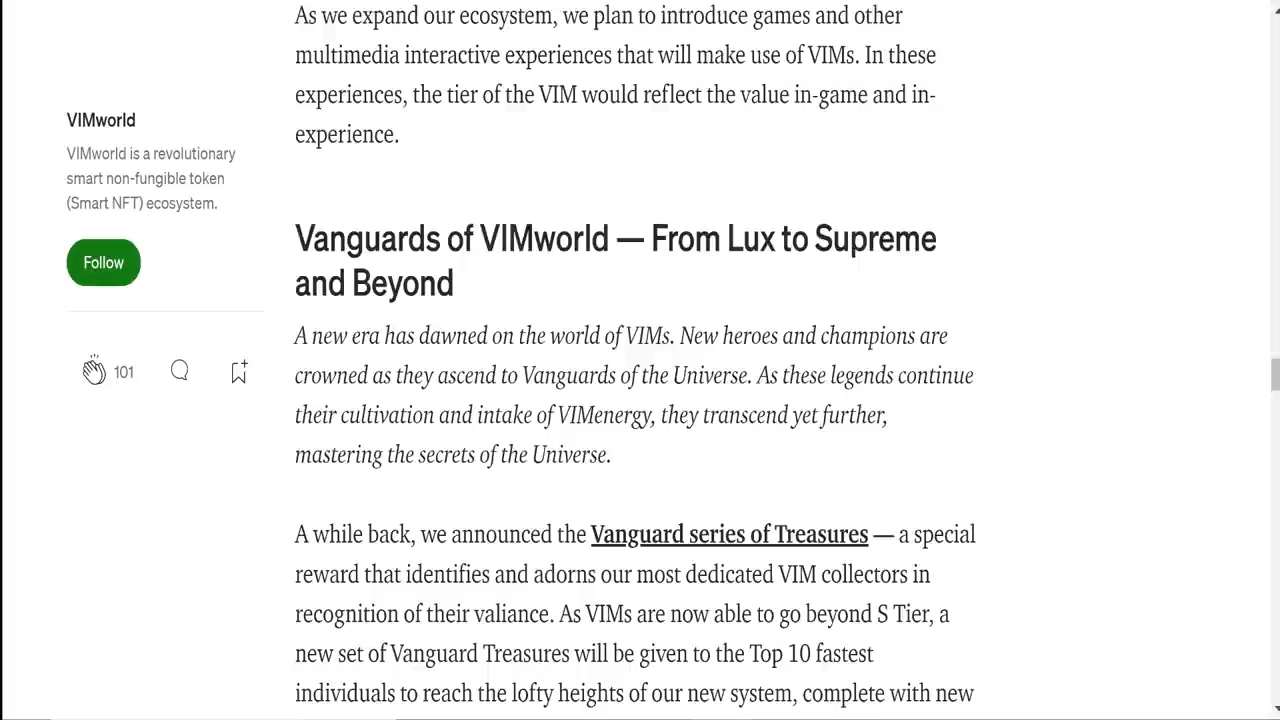 As we expand our ecosystem, we plan to introduce games and other
multimedia interactive experiences that will make use of VIMs. In these
experiences, the tier of the VIM would reflect the value in-game and in-
experience.
VIMworld
VIMworld is a revolutionary
smart non-fungible token
(Smart NFT) ecosystem.
Follow
101
Vanguards of VIMworld — From Lux to Supreme
and Beyond
A new era has dawned on the world of VIMs. New heroes and champions are
crowned as they ascend to Vanguards of the Universe. As these legends continue
their cultivation and intake of VIMenergy, they transcend yet further,
mastering the secrets of the Universe.
A while back, we announced the Vanguard series of Treasures — a special
reward that identifies and adorns our most dedicated VIM collectors in
recognition of their valiance. As VIMs are now able to go beyond S Tier, a
new set of Vanguard Treasures will be given to the Top 10 fastest
individuals to reach the lofty heights of our new system, complete with new